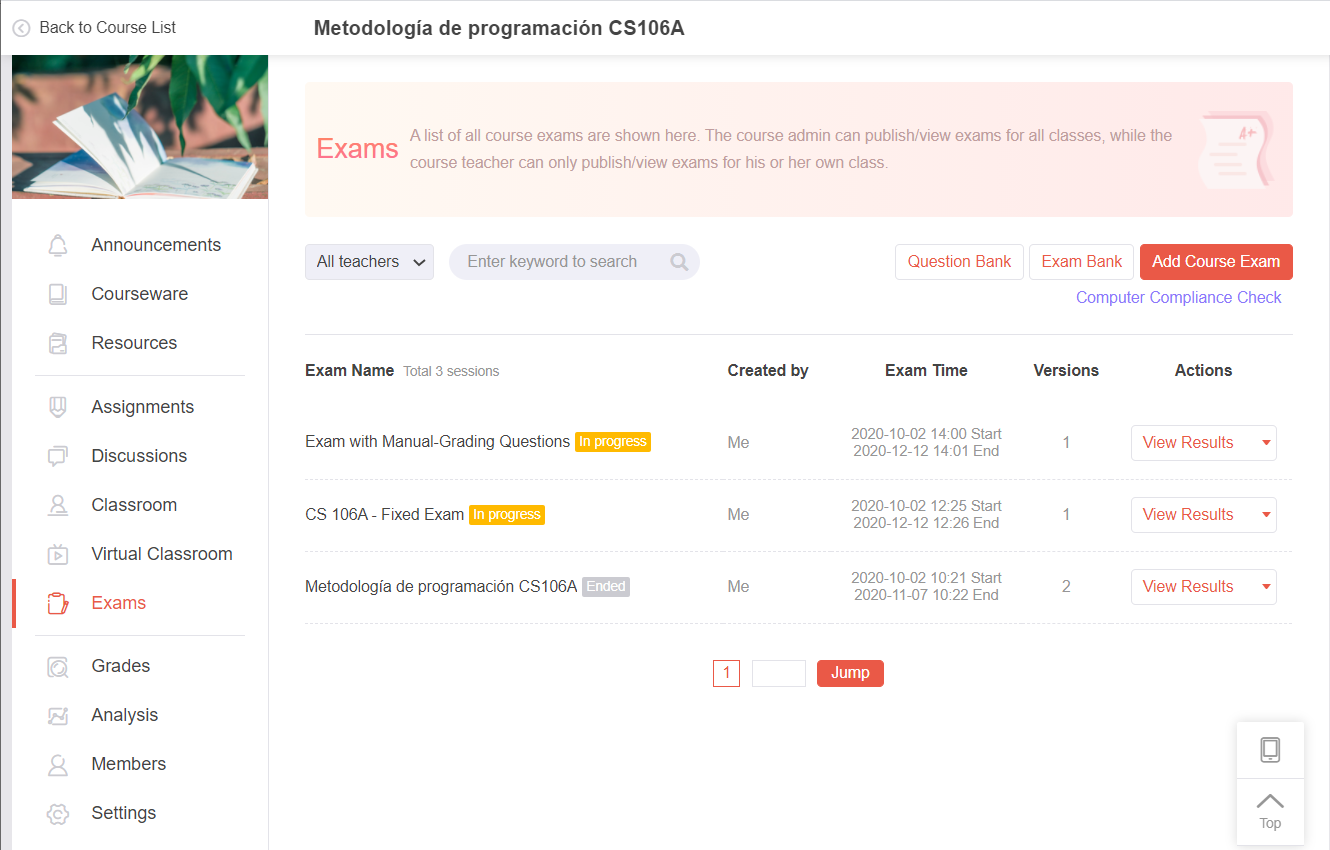 Back to Course List
Metodología de programación CS106A
Exams
A list of all course exams are shown here. The course admin can publish/view exams for all classes, while the
course teacher can only publish/view exams for his or her own class.
A+
Announcements
Courseware
Resources
Assignments
Discussions
Classroom
Virtual Classroom
Exams
Grades
Analysis
Members
Settings
All teachers
Enter keyword to search
Question Bank
Exam Bank
Add Course Exam
Computer Compliance Check
Exam Name Total 3 sessions
Created by
Exam Time
Versions
Actions
Exam with Manual-Grading Questions In progress
Me
2020-10-02 14:00 Start
2020-12-12 14:01 End
1
View Results
CS 106A - Fixed Exam In progress
Me
2020-10-02 12:25 Start
2020-12-12 12:26 End
1
View Results
Metodología de programación CS106A Ended
Me
2020-10-02 10:21 Start
2020-11-07 10:22 End
2
View Results
1
Jump
Top